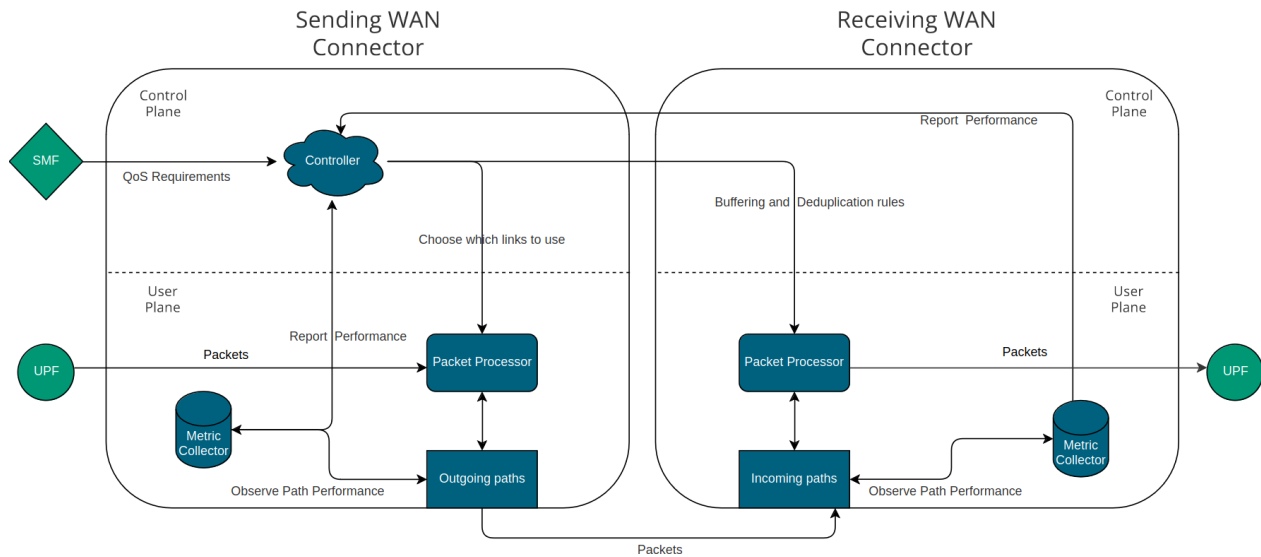 Sending WAN
Connector
Receiving WAN
Connector
Control
Plane
Control
Plane
Report Performance
SMF
Controller
QoS Requirements
Buffering and Deduplication rules
Choose which links to use
User
Plane
User
Plane
Report Performance
Packets
Packets
UPF
Packet Processor
Packet Processor
UPF
Metric
Collector
Metric
Collector
Outgoing paths
Incoming paths
Observe Path Performance
Observe Path Performance
Packets